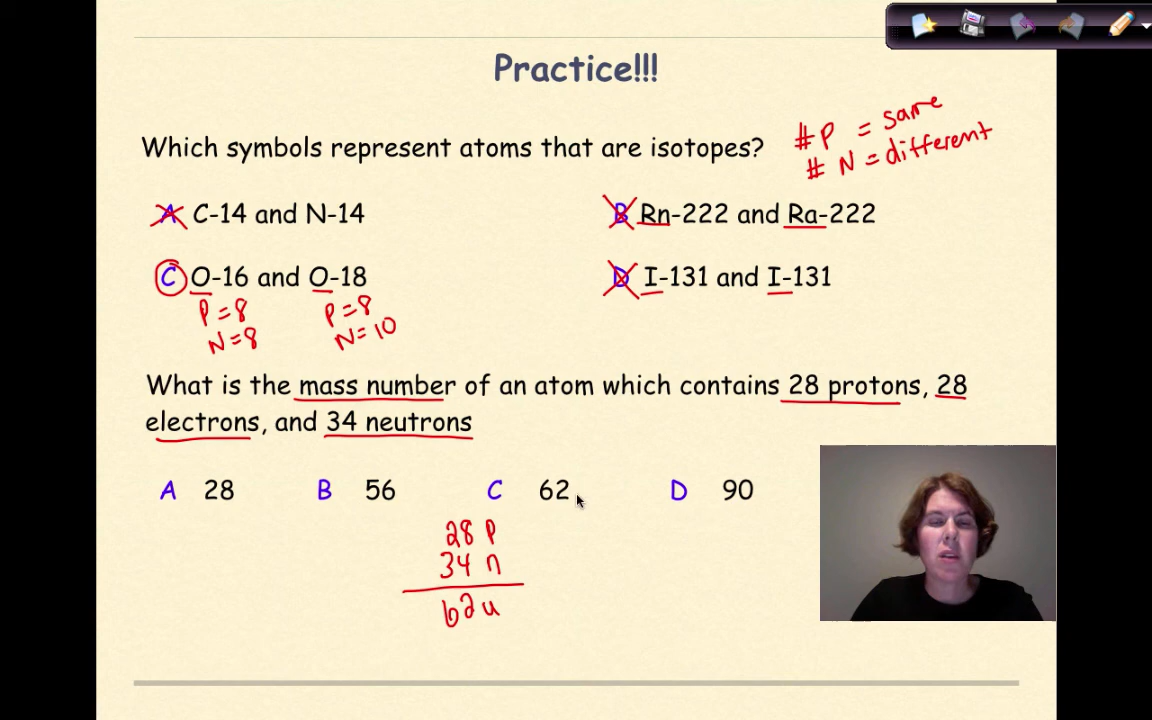 Practice!!!
Which symbols represent atoms that are isotopes?
#P = same
# N = different
A C-14 and N-14
B Rn-222 and Ra-222
C O-16 and O-18
D I-131 and I-131
P=8
N=8
P=8
N=10
What is the mass number of an atom which contains 28 protons, 28
electrons, and 34 neutrons
A 28 B 56 C 62 D 90
28 p
34 n
62 u